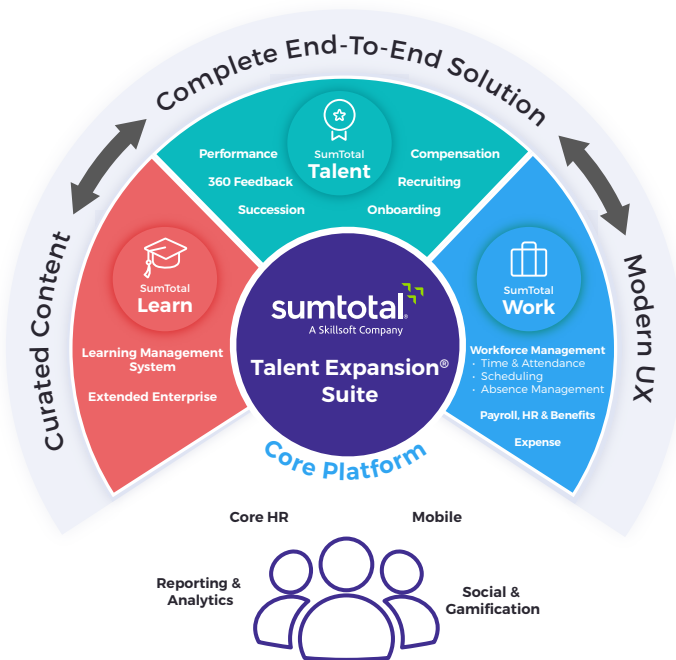 Complete End-To-End Solution
Curated Content
Modern UX
SumTotal
Talent
Performance
360 Feedback
Succession
Compensation
Recruiting
Onboarding
SumTotal
Learn
Learning Management
System
Extended Enterprise
SumTotal
Work
Workforce Management
· Time & Attendance
· Scheduling
· Absence Management
Payroll, HR & Benefits
Expense
sumtotal®
A Skillsoft Company
Talent Expansion®
Suite
Core Platform
Core HR
Mobile
Reporting &
Analytics
Social &
Gamification